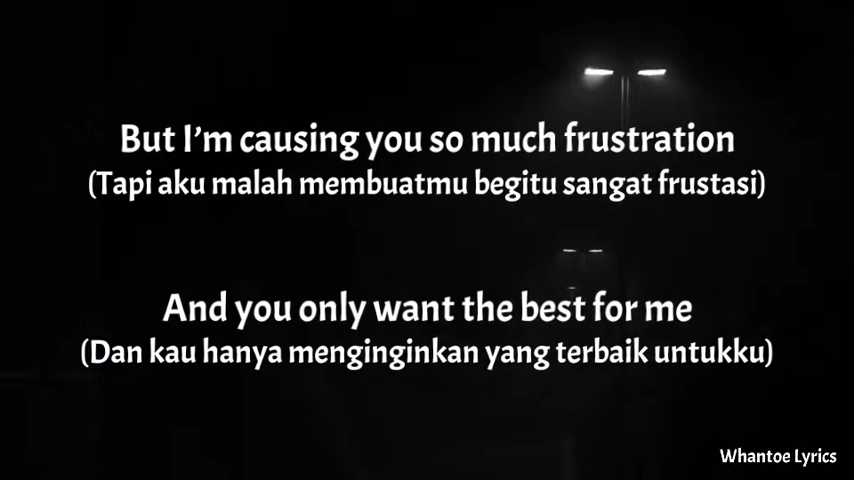 But I'm causing you so much frustration
(Tapi aku malah membuatmu begitu sangat frustasi)
And you only want the best for me
(Dan kau hanya menginginkan yang terbaik untukku)
Whantoe Lyrics